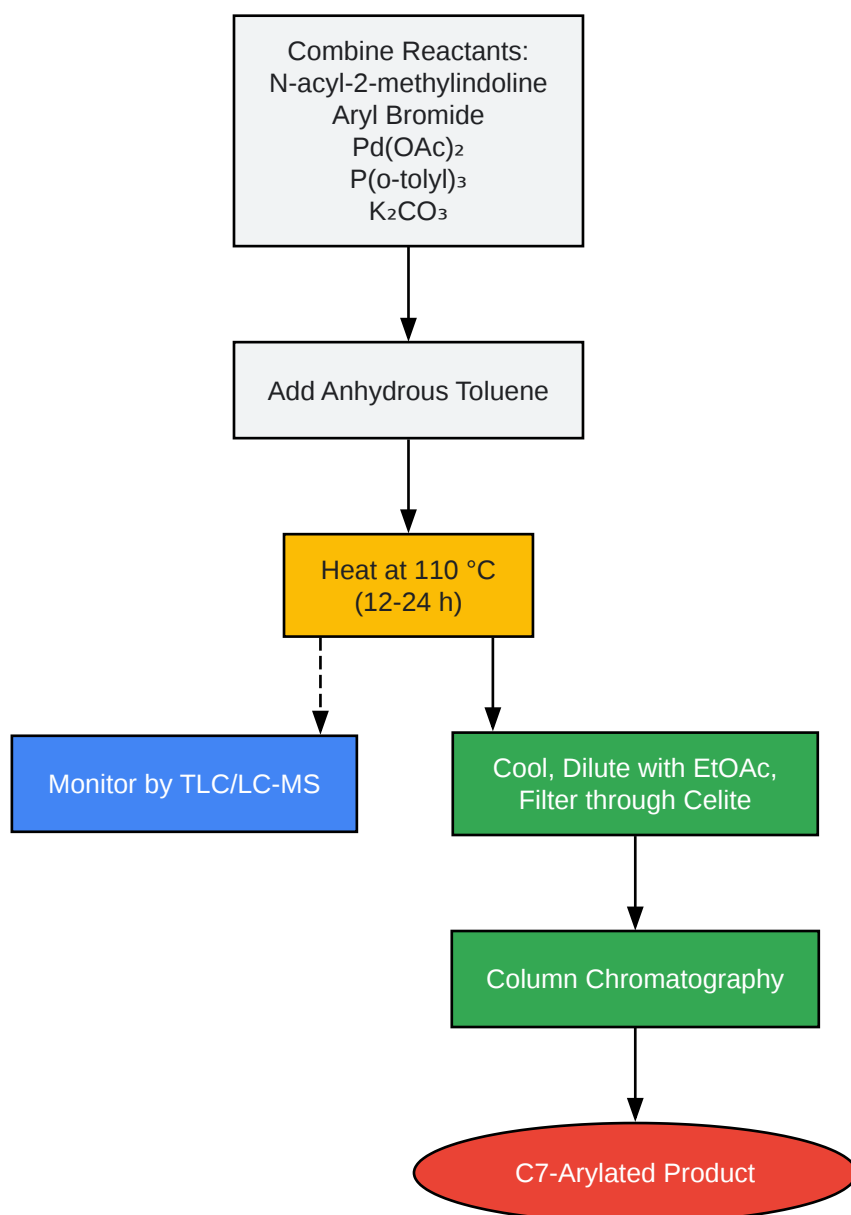 Combine Reactants:
N-acyl-2-methylindoline
Aryl Bromide
Pd(OAc)₂
P(o-tolyl)₃
K₂CO₃
Add Anhydrous Toluene
Heat at 110 °C
(12-24 h)
Monitor by TLC/LC-MS
Cool, Dilute with EtOAc,
Filter through Celite
Column Chromatography
C7-Arylated Product